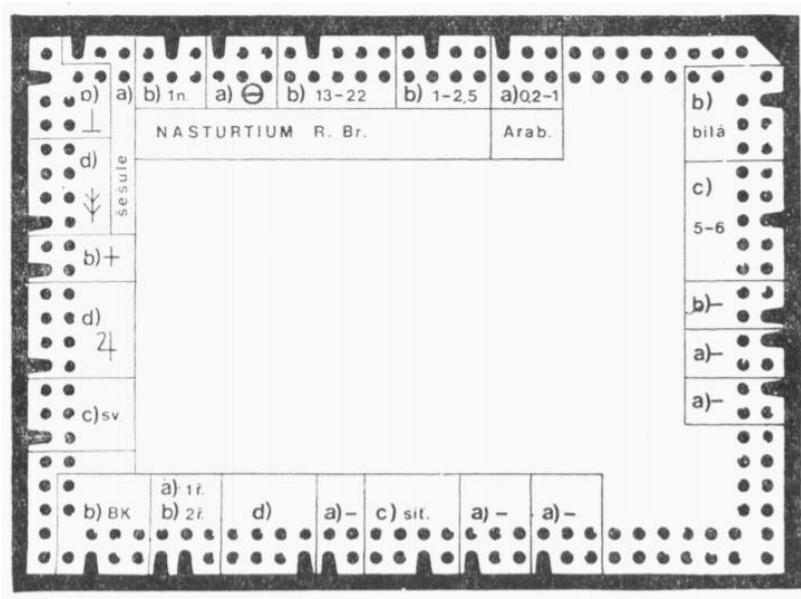 b) a) b) 1n. a) ⊖ b) 13-22 b) 1-2,5 a) 0,2-1
NASTURTIUM R. Br. Arab.
⊥
d)
šešule
b) +
d)
♃
c) sv.
b)
bílá
c)
5-6
b) -
a) -
a) -
a) 1ř.
b) BK b) 2ř. d) a) - c) síť. a) - a) -